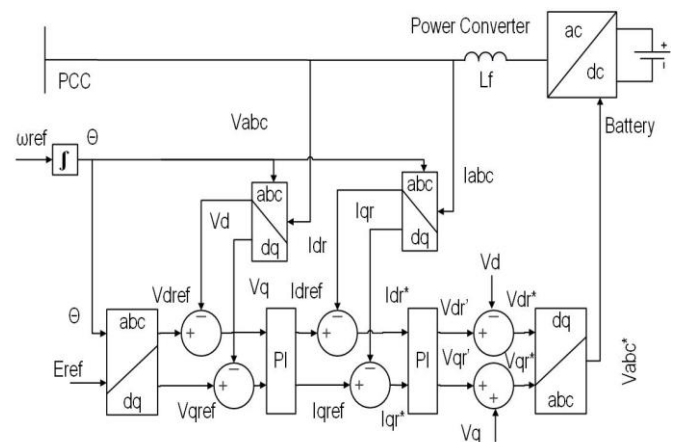 Power Converter
ac
dc
+
-
PCC
Lf
Battery
Vabc
ωref
∫
Θ
Iabc
abc
dq
abc
dq
Vd
Idr
Iqr
Vd
Θ
abc
dq
Vdref
Vq
Idref
Idr*
Vdr'
Vdr*
dq
abc
+
−
+
−
+
−
PI
PI
Eref
+
−
+
−
+
+
Vqr'
Vqr*
Vabc*
Vqref
Iqref
Iqr*
Vq